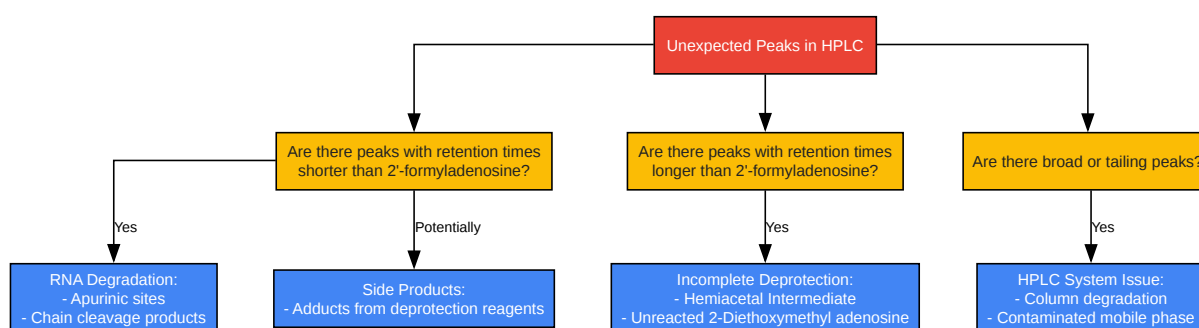 Unexpected Peaks in HPLC
Are there peaks with retention times
shorter than 2'-formyladenosine?
Are there peaks with retention times
longer than 2'-formyladenosine?
Are there broad or tailing peaks?
Yes
Potentially
Yes
Yes
RNA Degradation:
- Apurinic sites
- Chain cleavage products
Side Products:
- Adducts from deprotection reagents
Incomplete Deprotection:
- Hemiacetal Intermediate
- Unreacted 2-Diethoxymethyl adenosine
HPLC System Issue:
- Column degradation
- Contaminated mobile phase